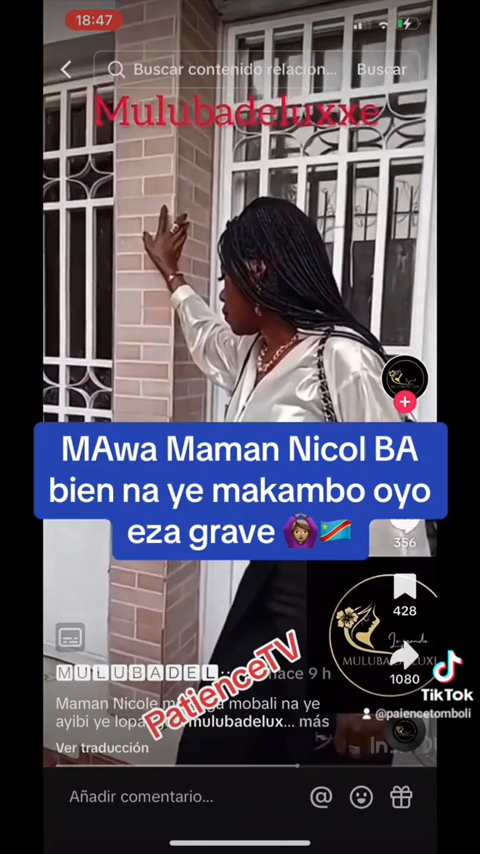 18:47
Buscar contenido relacion... Buscar
Mulubadeluxxe
MAwa Maman Nicol BA
bien na ye makambo oyo
eza grave 🙆🏽‍♀️🇨🇩
356
428
1080
MULUBADEL... hace 9 h
PatienceTV
Maman Nicole
mobali na ye
ayibi ye
mulubadelux... más
Ver traducción
TikTok
@paiencetomboli
Añadir comentario...